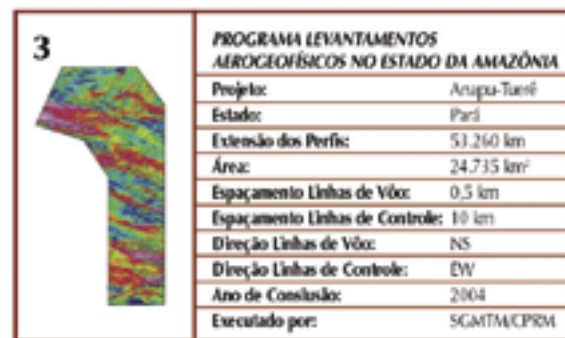 3
PROGRAMA LEVANTAMENTOS
AEROGEOFÍSICOS NO ESTADO DA AMAZÔNIA
Projeto: Anapu-Tuerê
Estado: Pará
Extensão dos Perfis: 53.260 km
Área: 24.735 km²
Espaçamento Linhas de Vôo: 0,5 km
Espaçamento Linhas de Controle: 10 km
Direção Linhas de Vôo: NS
Direção Linhas de Controle: EW
Ano de Conslusão: 2004
Executado por: SGMTM/CPRM